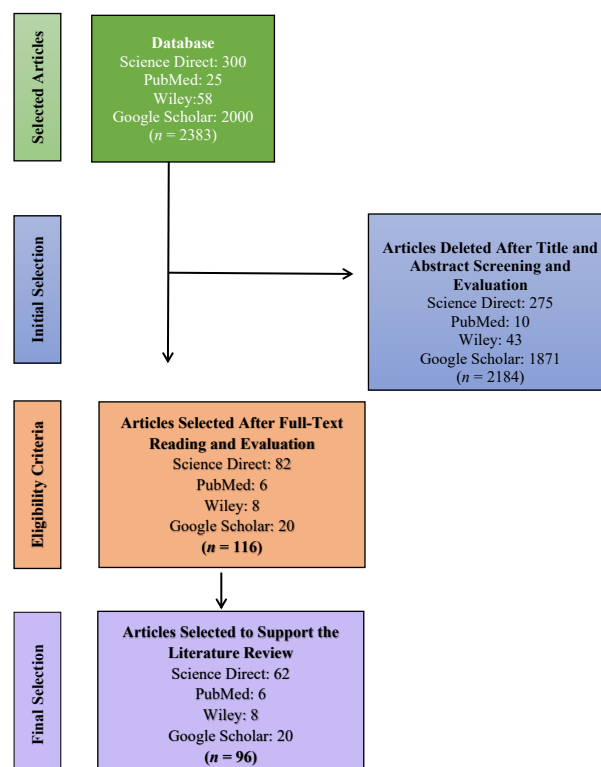 Selected Articles
Database
Science Direct: 300
PubMed: 25
Wiley:58
Google Scholar: 2000
(n = 2383)
Initial Selection
Articles Deleted After Title and
Abstract Screening and
Evaluation
Science Direct: 275
PubMed: 10
Wiley: 43
Google Scholar: 1871
(n = 2184)
Eligibility Criteria
Articles Selected After Full-Text
Reading and Evaluation
Science Direct: 82
PubMed: 6
Wiley: 8
Google Scholar: 20
(n = 116)
Final Selection
Articles Selected to Support the
Literature Review
Science Direct: 62
PubMed: 6
Wiley: 8
Google Scholar: 20
(n = 96)